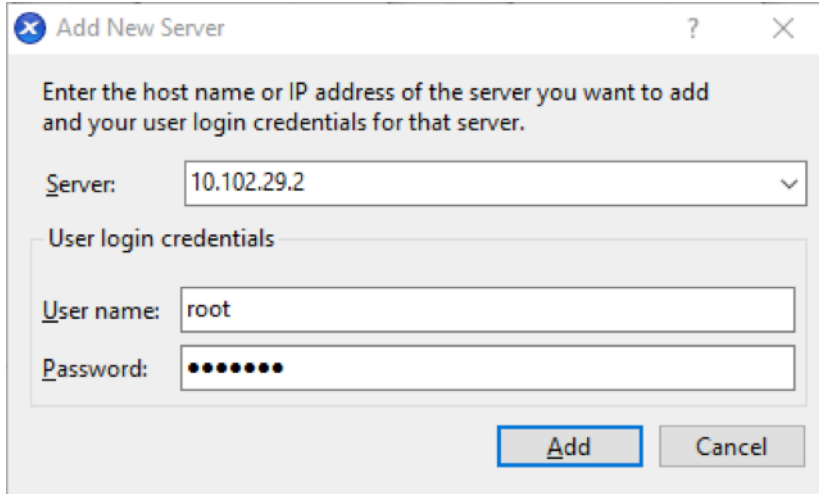 Add New Server
?
Enter the host name or IP address of the server you want to add
and your user login credentials for that server.
Server: 10.102.29.2
User login credentials
User name: root
Password: •••••••
Add Cancel